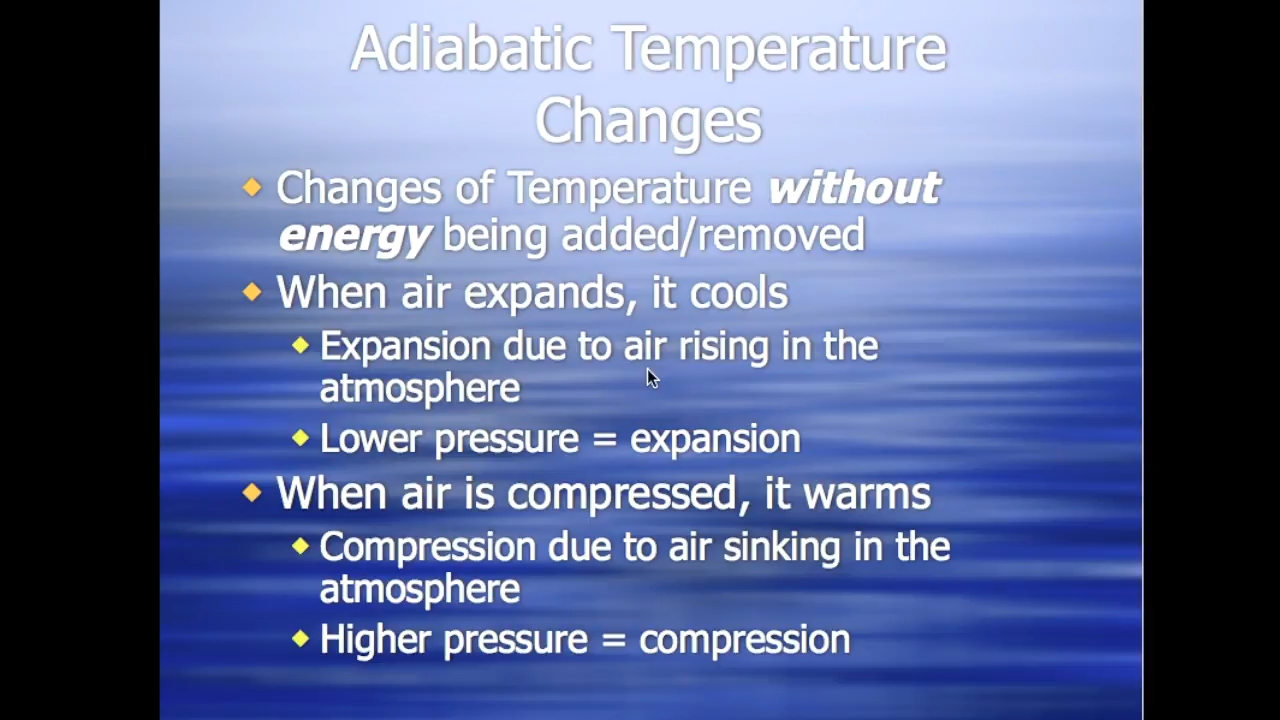 Adiabatic Temperature
Changes
Changes of Temperature without
energy being added/removed
When air expands, it cools
Expansion due to air rising in the
atmosphere
Lower pressure = expansion
When air is compressed, it warms
Compression due to air sinking in the
atmosphere
Higher pressure = compression